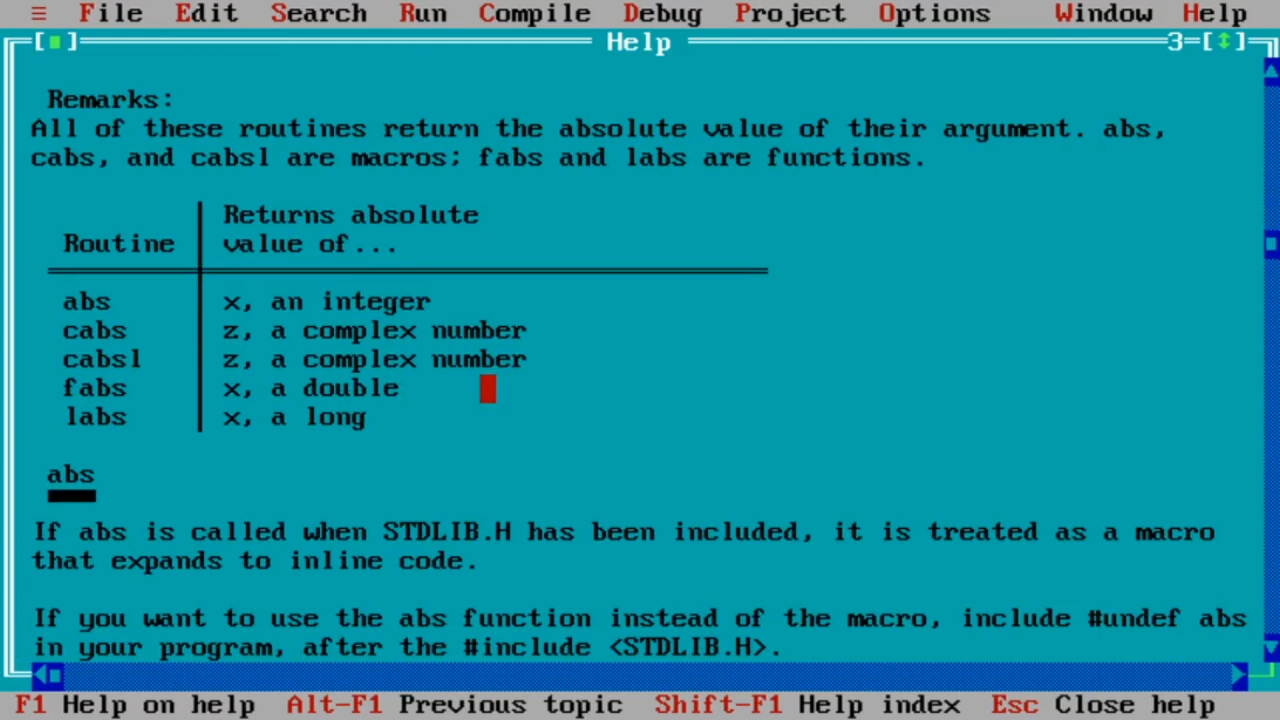 ≡ File Edit Search Run Compile Debug Project Options Window Help
[■] Help 3=[↕]
Remarks:
All of these routines return the absolute value of their argument. abs,
cabs, and cabsl are macros; fabs and labs are functions.
Returns absolute
Routine value of...
abs x, an integer
cabs z, a complex number
cabsl z, a complex number
fabs x, a double
labs x, a long
abs
If abs is called when STDLIB.H has been included, it is treated as a macro
that expands to inline code.
If you want to use the abs function instead of the macro, include #undef abs
in your program, after the #include <STDLIB.H>.
F1 Help on help Alt-F1 Previous topic Shift-F1 Help index Esc Close help